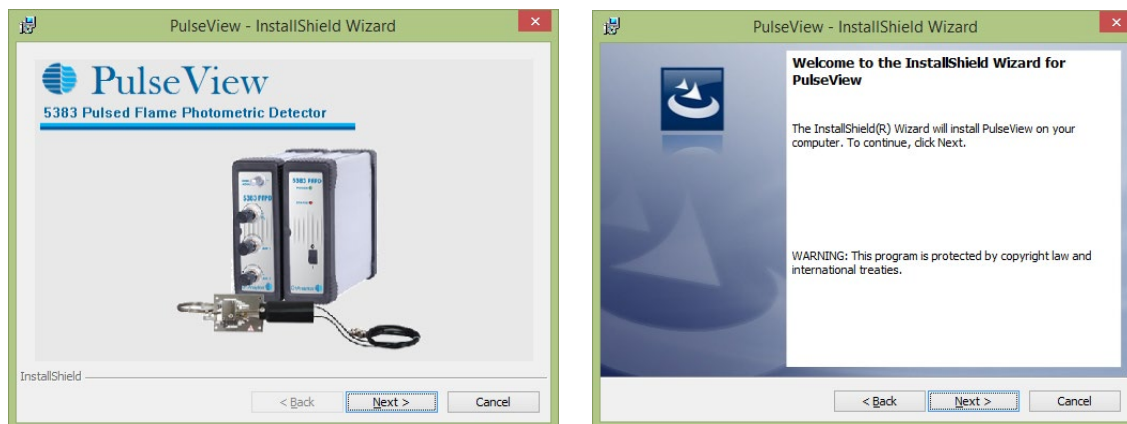 PulseView - InstallShield Wizard
PulseView
5383 Pulsed Flame Photometric Detector
5383 PFPD
5383 PFPD
InstallShield
< Back
Next >
Cancel
PulseView - InstallShield Wizard
Welcome to the InstallShield Wizard for
PulseView
The InstallShield(R) Wizard will install PulseView on your
computer. To continue, click Next.
WARNING: This program is protected by copyright law and
international treaties.
< Back
Next >
Cancel